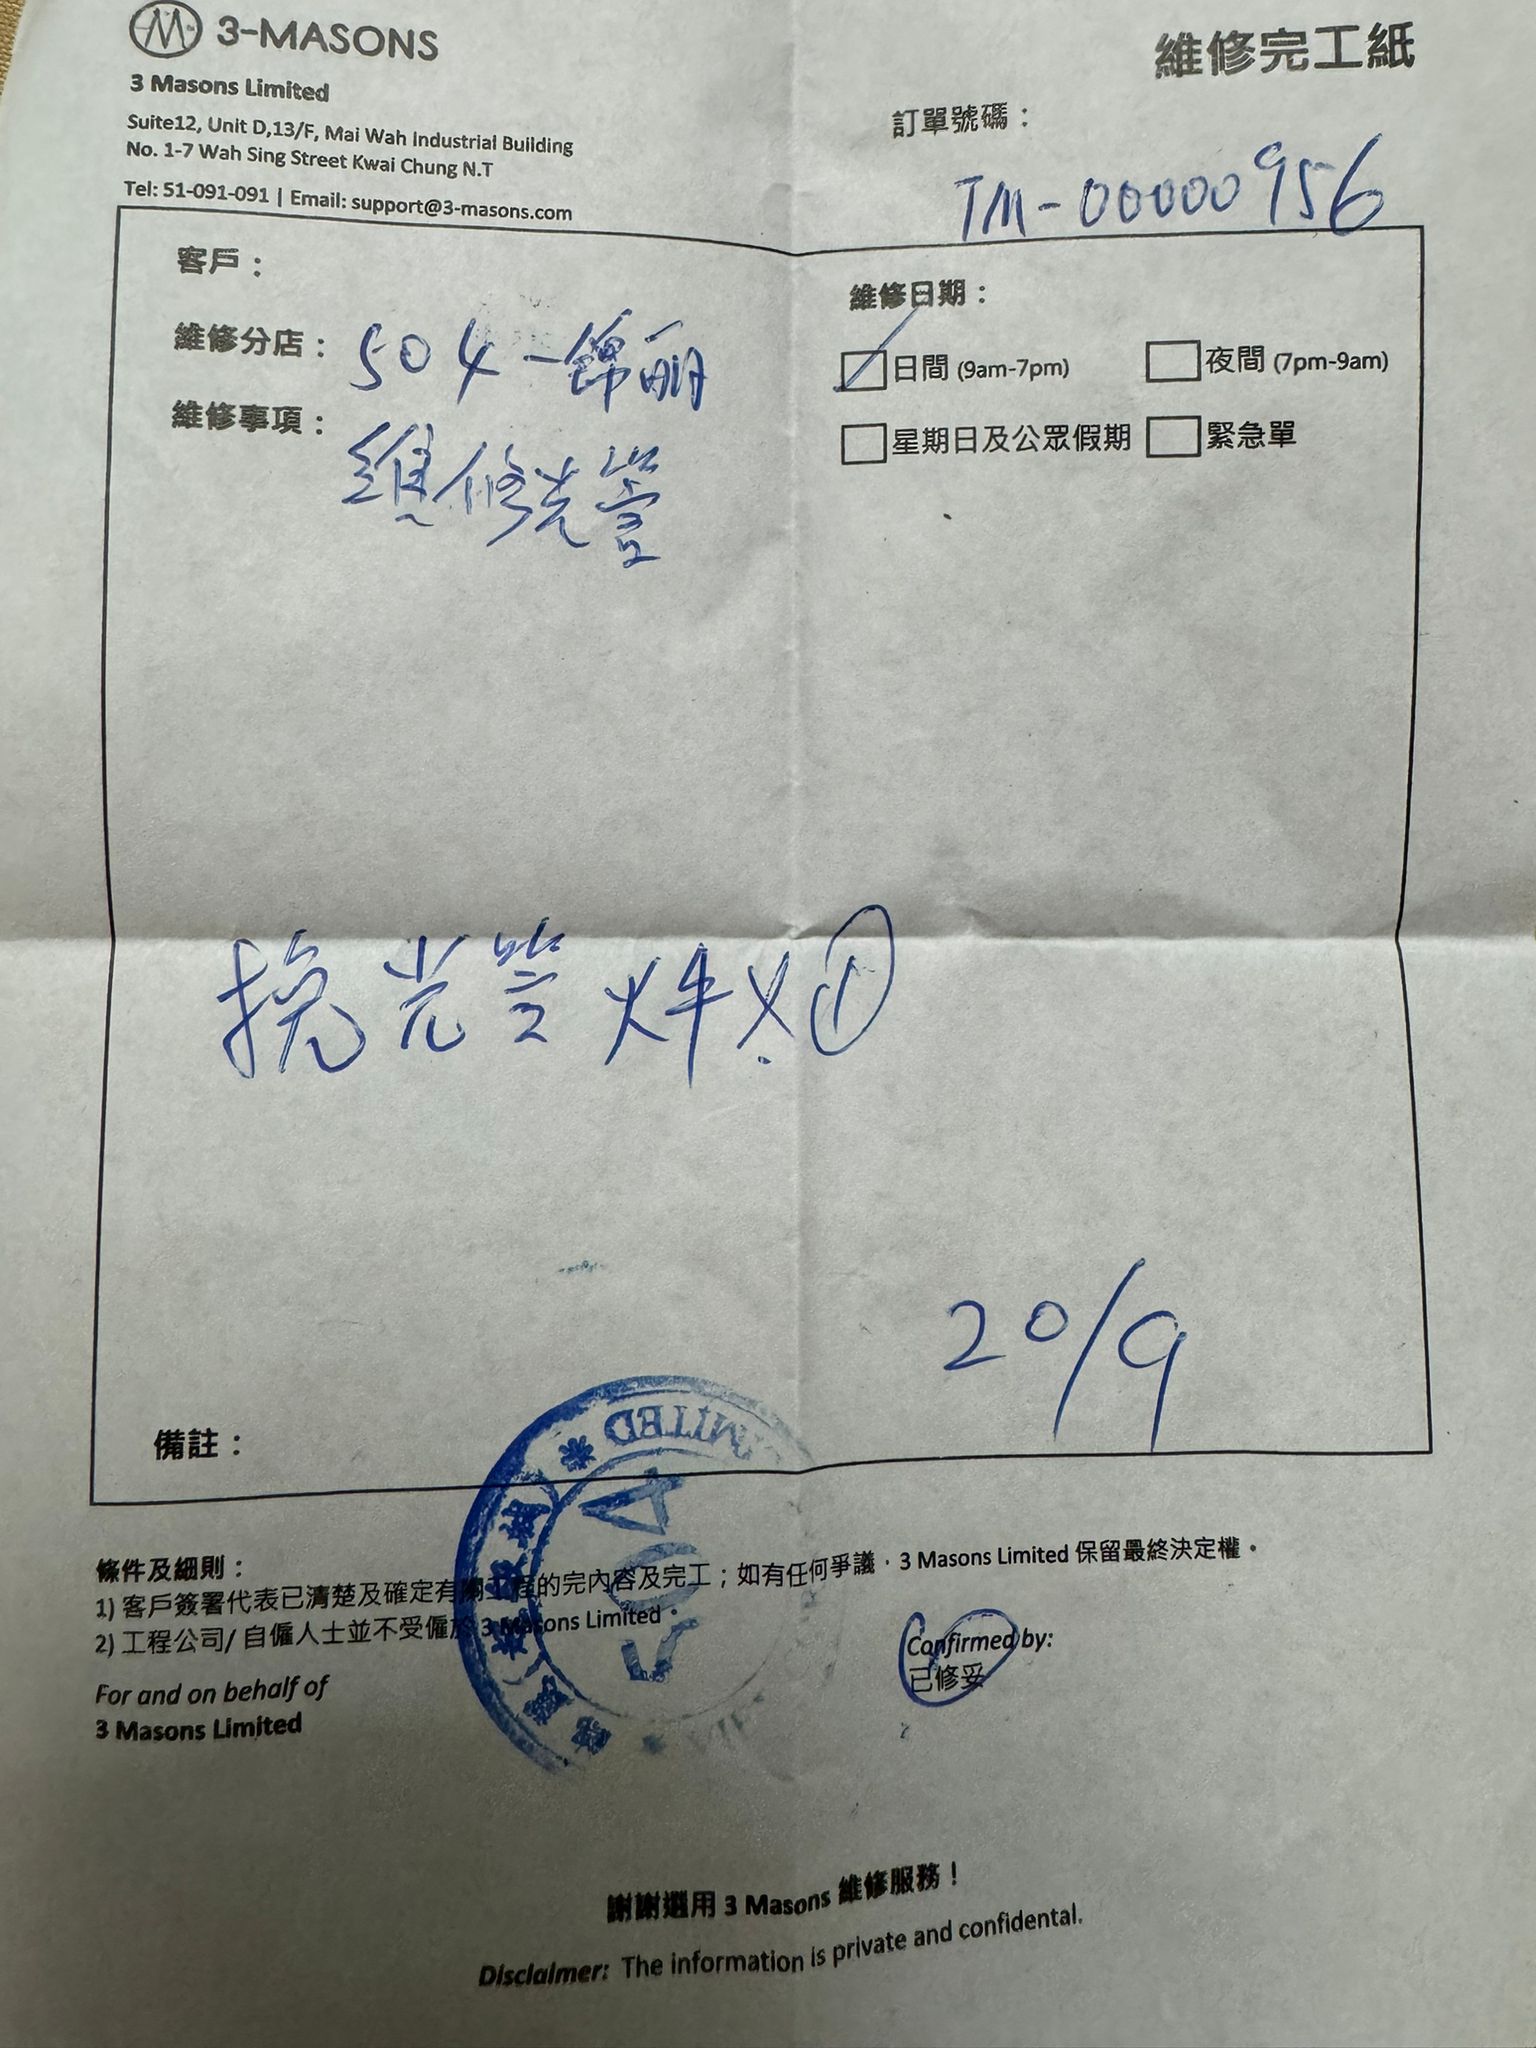 3-MASONS
3 Masons Limited
Suite12, Unit D,13/F, Mai Wah Industrial Building
No. 1-7 Wah Sing Street Kwai Chung N.T
Tel: 51-091-091 | Email: support@3-masons.com
維修完工紙
訂單號碼：
TM-00000956
客戶：
維修分店：504-錦丽
維修事項：維修光管
維修日期：
日間 (9am-7pm)
夜間 (7pm-9am)
星期日及公眾假期
緊急單
換光管 X ①
20/9
備註：
LIMITED
504
條件及細則：
1) 客戶簽署代表已清楚及確定有關工程的完內容及完工；如有任何爭議，3 Masons Limited 保留最終決定權。
2) 工程公司/ 自僱人士並不受僱於 3 Masons Limited。
For and on behalf of
3 Masons Limited
Confirmed by:
已修妥
謝謝選用 3 Masons 維修服務！
Disclaimer: The information is private and confidental.